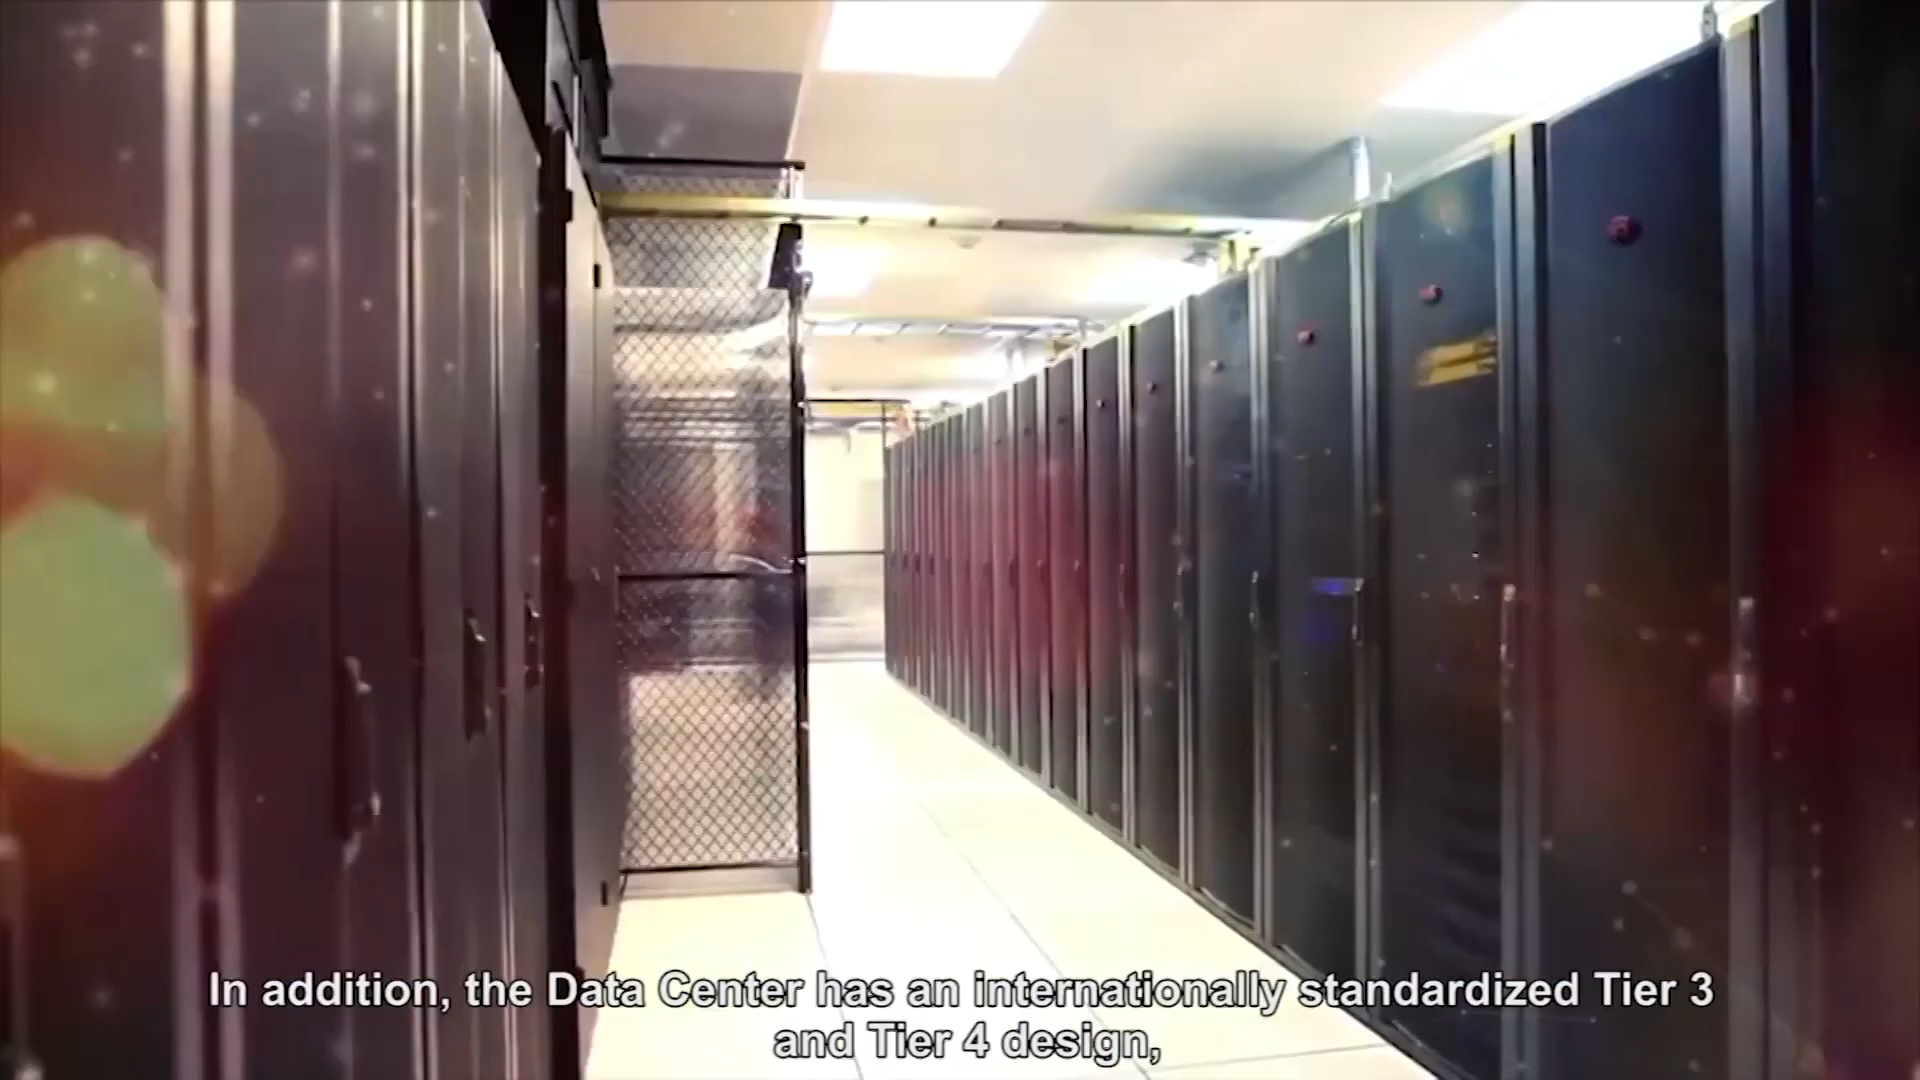 In addition, the Data Center has an internationally standardized Tier 3
and Tier 4 design,